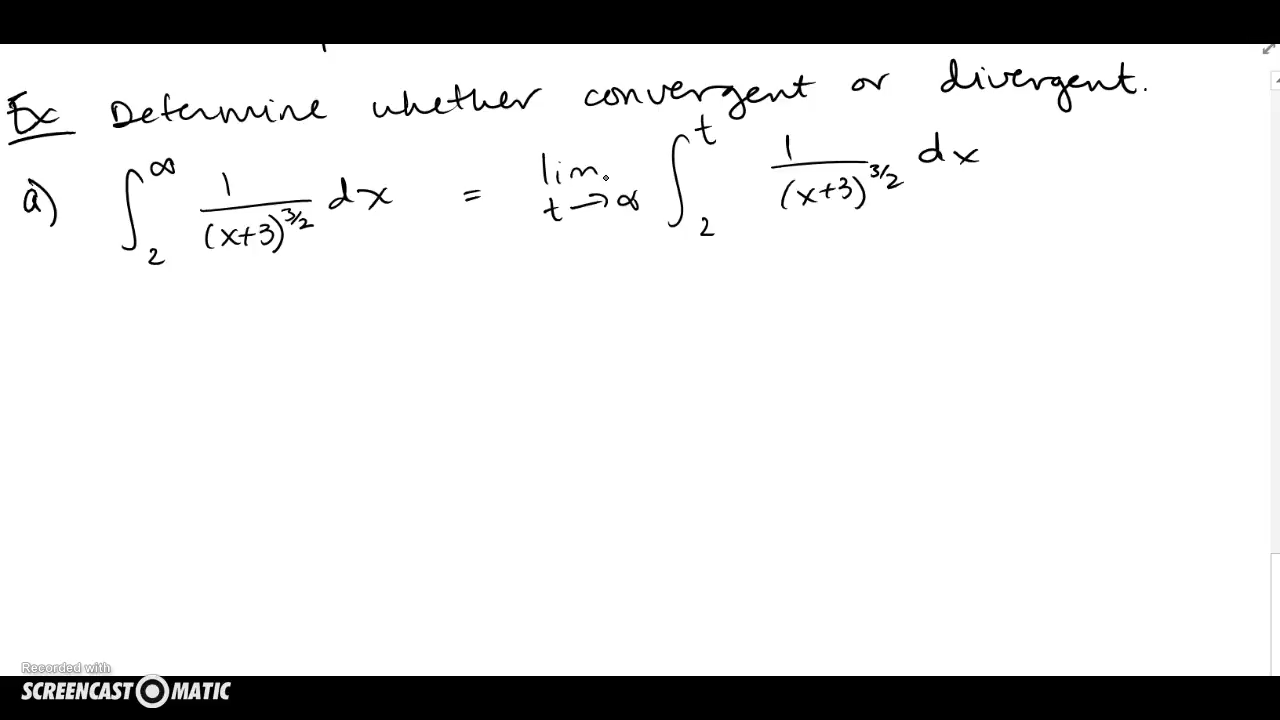 Ex Determine whether convergent or divergent.
a) ∫₂^∞ 1/(x+3)^{3/2} dx = lim t→∞ ∫₂^t 1/(x+3)^{3/2} dx
Recorded with
SCREENCAST MATIC